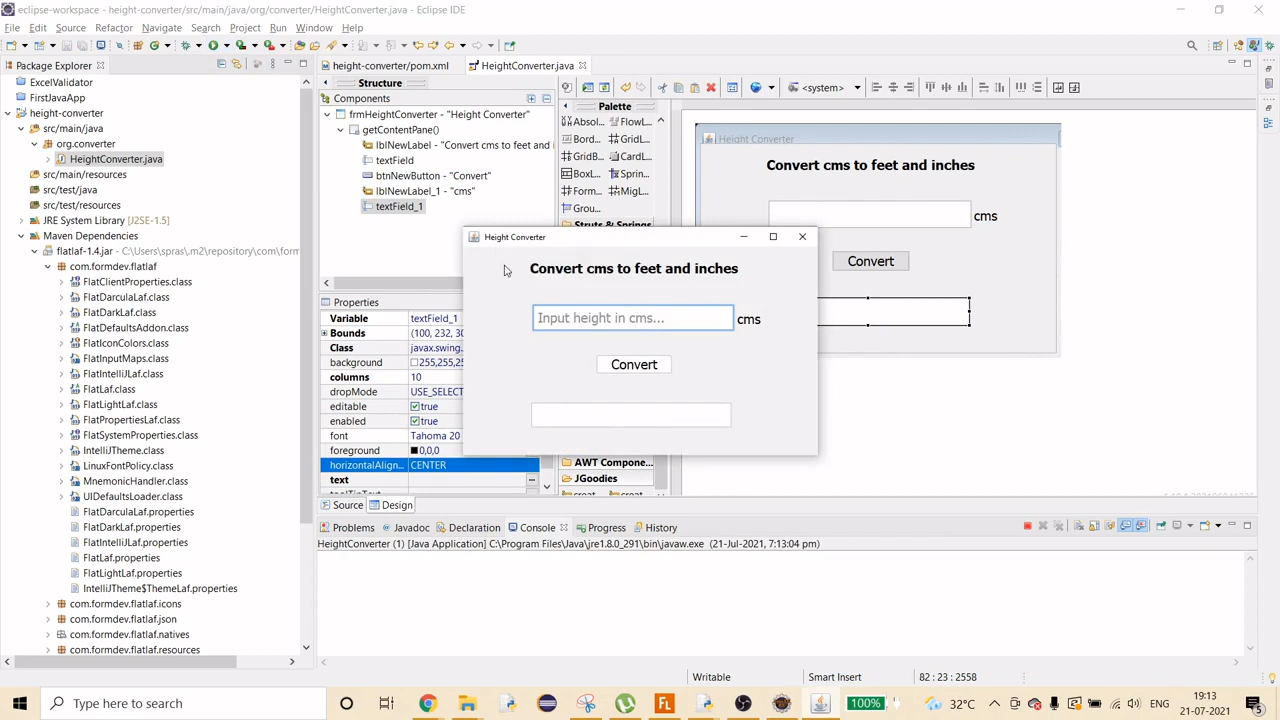 eclipse-workspace - height-converter/src/main/java/org/converter/HeightConverter.java - Eclipse IDE
File Edit Source Refactor Navigate Search Project Run Window Help
Package Explorer
ExcelValidator
FirstJavaApp
height-converter
src/main/java
org.converter
HeightConverter.java
src/main/resources
src/test/java
src/test/resources
JRE System Library [J2SE-1.5]
Maven Dependencies
flatlaf-1.4.jar - C:\Users\spras\.m2\repository\com\form
com.formdev.flatlaf
FlatClientProperties.class
FlatDarculaLaf.class
FlatDarkLaf.class
FlatDefaultsAddon.class
FlatIconColors.class
FlatInputMaps.class
FlatIntelliJLaf.class
FlatLaf.class
FlatLightLaf.class
FlatPropertiesLaf.class
FlatSystemProperties.class
IntelliJTheme.class
LinuxFontPolicy.class
MnemonicHandler.class
UIDefaultsLoader.class
FlatDarculaLaf.properties
FlatDarkLaf.properties
FlatIntelliJLaf.properties
FlatLaf.properties
FlatLightLaf.properties
IntelliJTheme$ThemeLaf.properties
com.formdev.flatlaf.icons
com.formdev.flatlaf.json
com.formdev.flatlaf.natives
com.formdev.flatlaf.resources
height-converter/pom.xml HeightConverter.java
Structure
Components
frmHeightConverter - "Height Converter"
getContentPane()
lblNewLabel - "Convert cms to feet and
textField
btnNewButton - "Convert"
lblNewLabel_1 - "cms"
textField_1
Properties
Variable textField_1
Bounds (100, 232, 30
Class javax.swing.
background 255,255,25
columns 10
dropMode USE_SELECT
editable true
enabled true
font Tahoma 20
foreground 0,0,0
horizontalAlign... CENTER
text
Source Design
<system>
Palette
Absol... FlowL...
Bord... GridL...
GridB... CardL...
BoxL... Sprin...
Form... MigL...
Grou...
Struts & Springs
AWT Compone...
JGoodies
Height Converter
Convert cms to feet and inches
cms
Convert
Height Converter
Convert cms to feet and inches
Input height in cms...
cms
Convert
Problems Javadoc Declaration Console Progress History
HeightConverter (1) [Java Application] C:\Program Files\Java\jre1.8.0_291\bin\javaw.exe (21-Jul-2021, 7:13:04 pm)
Writable Smart Insert 82 : 23 : 2558
Type here to search
100%
32°C
ENG
19:13
21-07-2021
5